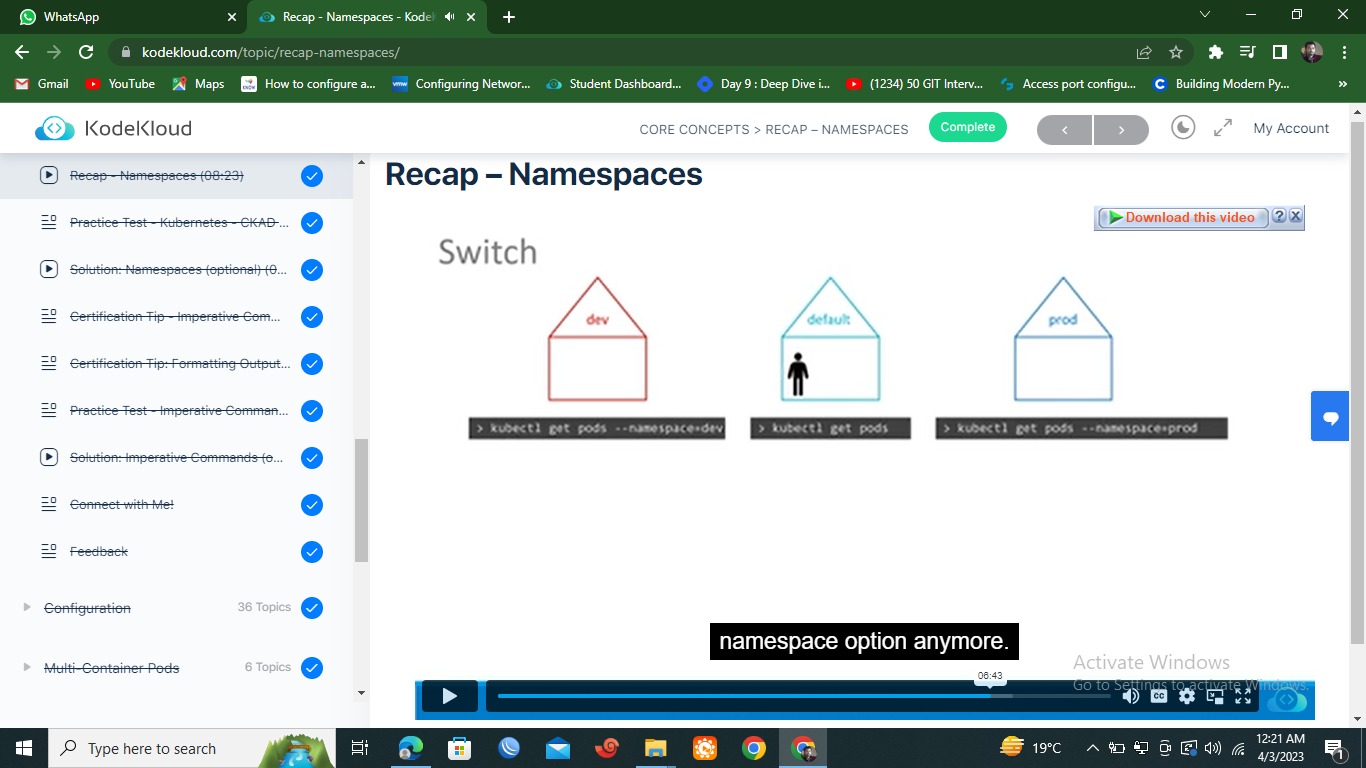 WhatsApp
Recap - Namespaces - KodeKl
kodekloud.com/topic/recap-namespaces/
Gmail
YouTube
Maps
How to configure a...
Configuring Networ...
Student Dashboard...
Day 9 : Deep Dive i...
(1234) 50 GIT Interv...
Access port configu...
Building Modern Py...
»
KodeKloud
CORE CONCEPTS > RECAP – NAMESPACES
Complete
My Account
Recap - Namespaces (08:23)
Practice Test - Kubernetes - CKAD ...
Solution: Namespaces (optional) (0...
Certification Tip - Imperative Com...
Certification Tip: Formatting Output...
Practice Test - Imperative Comman...
Solution: Imperative Commands (o...
Connect with Me!
Feedback
Configuration 36 Topics
Multi-Container Pods 6 Topics
Recap – Namespaces
Download this video ? X
Switch
dev
default
prod
> kubectl get pods --namespace=dev
> kubectl get pods
> kubectl get pods --namespace=prod
namespace option anymore.
06:43
CC
Activate Windows
Go to Settings to activate Windows.
Type here to search
19°C
12:21 AM
4/3/2023
1